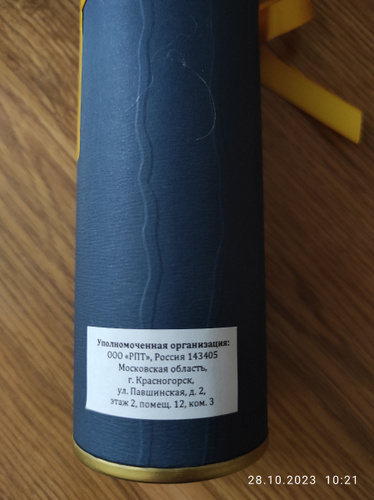 Уполномоченная организация:
ООО «РПТ», Россия 143405
Московская область,
г. Красногорск,
ул. Павшинская, д. 2,
этаж 2, помещ. 12, ком. 3
28.10.2023 10:21